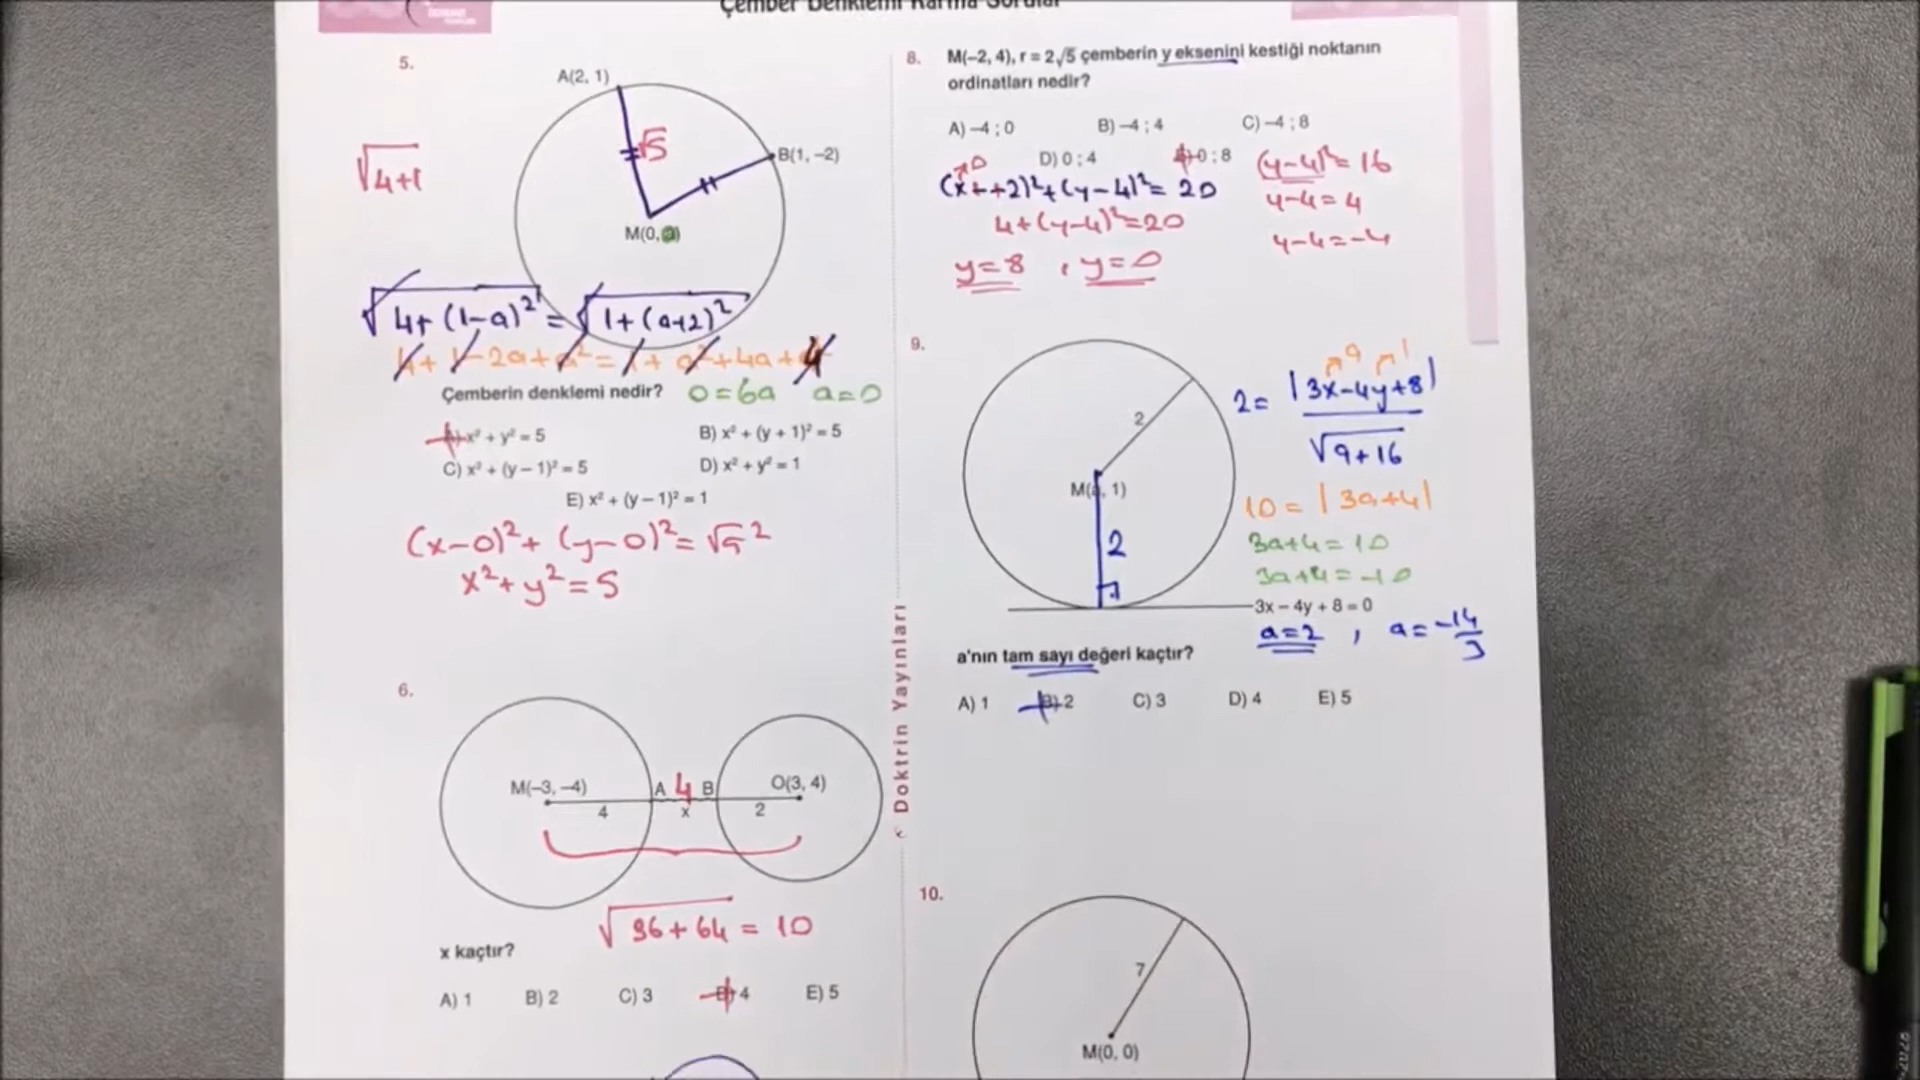 Çember Denklemi Karma Sorular
5.
A(2, 1)
√5
B(1, –2)
√4+1
M(0, a)
√4+(1-a)² = √1+(a+2)²
4+1-2a+a² = 1+a²+4a+4
Çemberin denklemi nedir? 0=6a a=0
A) x² + y² = 5 B) x² + (y + 1)² = 5
C) x² + (y – 1)² = 5 D) x² + y² = 1
E) x² + (y – 1)² = 1
(x-0)²+(y-0)²=√5²
x²+y²=5
6.
M(–3, –4) A 4 B O(3, 4)
4 x 2
√36+64 = 10
x kaçtır?
A) 1 B) 2 C) 3 D) 4 E) 5
Doktrin Yayınları
8. M(–2, 4), r = 2√5 çemberin y eksenini kestiği noktanın
ordinatları nedir?
A) –4 ; 0 B) –4 ; 4 C) –4 ; 8
D) 0 ; 4 E) 0 ; 8
0
(x++2)²+(y-4)²= 20
4+(y-4)²=20
y=8 , y=0
(y-4)²=16
y-4=4
y-4=-4
9.
2
M(a, 1)
2
a 1
2= |3x-4y+8|
√9+16
10 = |3a+4|
3a+4=10
3a+4=-10
3x – 4y + 8 = 0
a=2 , a=-14/3
a'nın tam sayı değeri kaçtır?
A) 1 B) 2 C) 3 D) 4 E) 5
10.
7
M(0, 0)